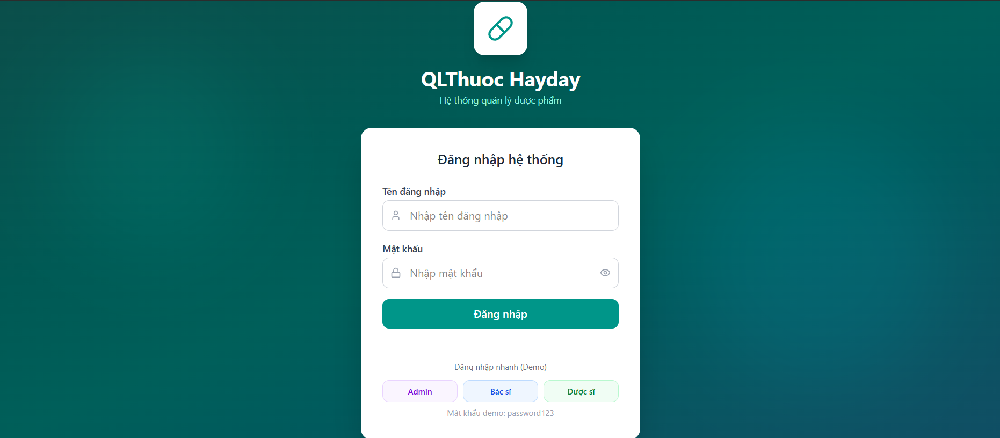 QLThuoc Hayday
Hệ thống quản lý dược phẩm
Đăng nhập hệ thống
Tên đăng nhập
Nhập tên đăng nhập
Mật khẩu
Nhập mật khẩu
Đăng nhập
Đăng nhập nhanh (Demo)
Admin
Bác sĩ
Dược sĩ
Mật khẩu demo: password123